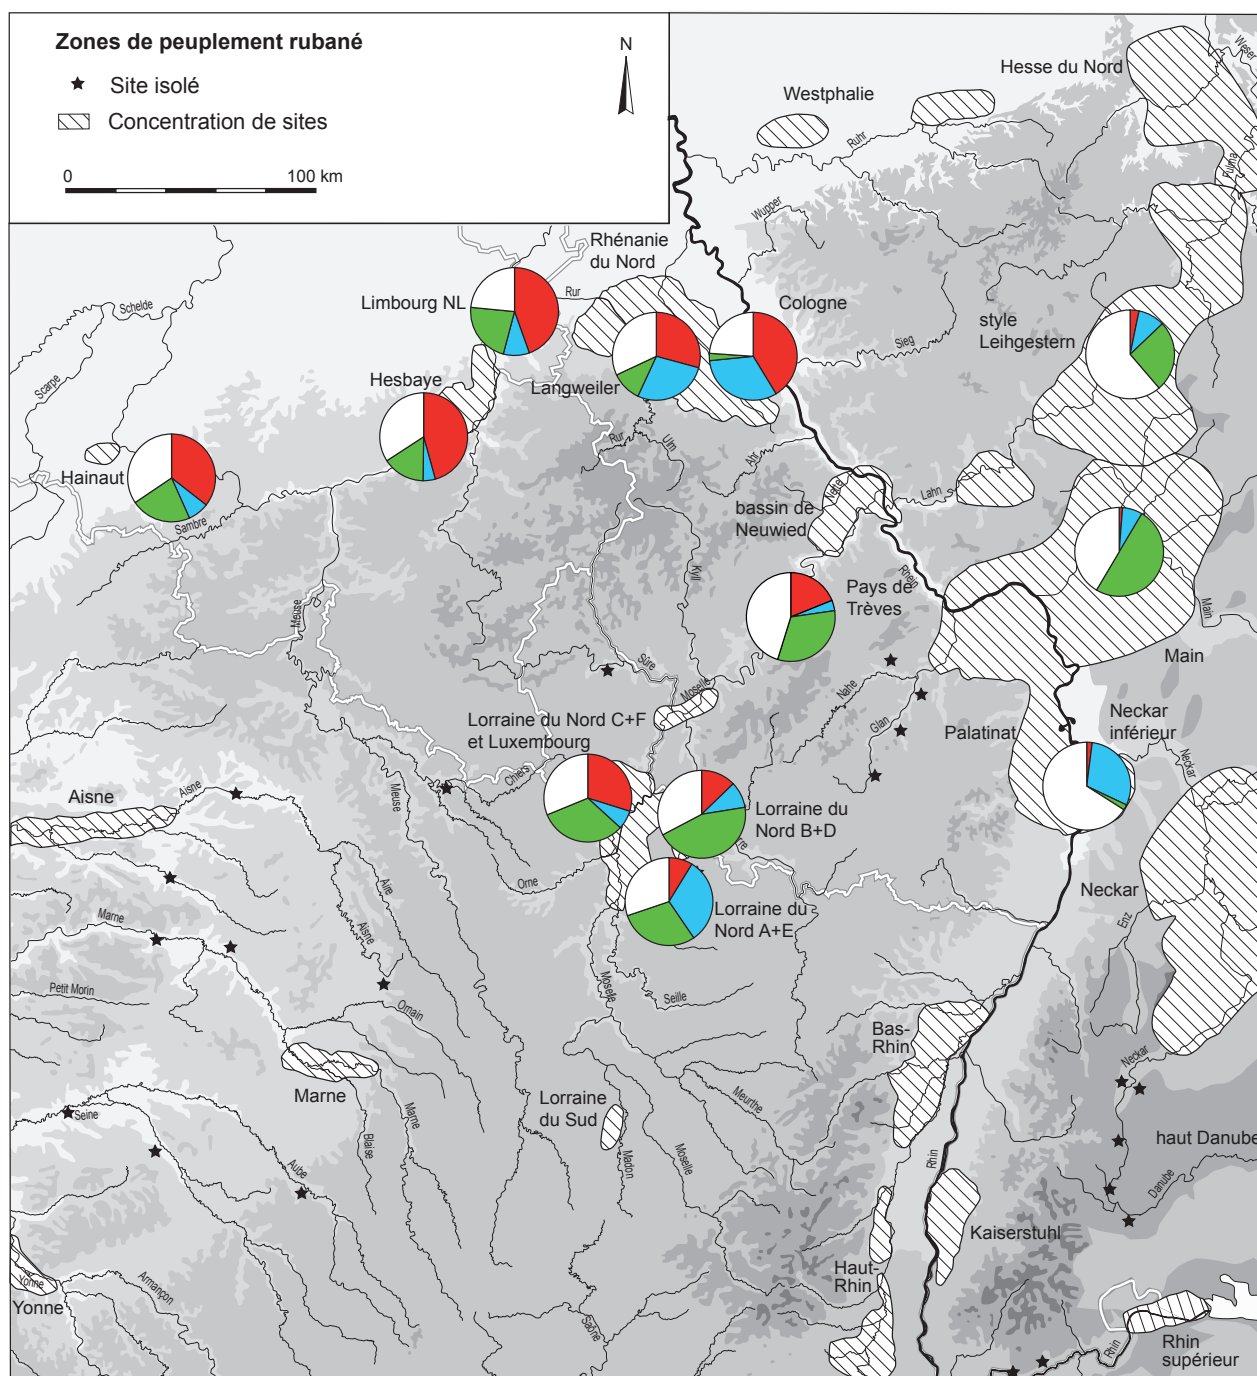 Zones de peuplement rubané
Site isolé
Concentration de sites
0
100 km
N
Hesse du Nord
Weser
Westphalie
Ruhr
Fulda
Wupper
Rhénanie
du Nord
Limbourg NL
Rur
Cologne
Schelde
style
Leihgestern
Sieg
Scarpe
Hesbaye
Langweiler
Rur
Ulm
Ahr
Hainaut
Nette
Lahn
bassin de
Neuwied
Sambre
Rhein
Kyll
Pays de
Trèves
Meuse
Main
Main
Sûre
Moselle
Nahe
Lorraine du Nord C+F
et Luxembourg
Glan
Palatinat
Neckar
inférieur
Neckar
Chiers
Aisne
Aisne
Meuse
Lorraine du
Nord B+D
Orne
Aire
Neckar
Lorraine du
Nord A+E
Enz
Marne
Aisne
Petit Morin
Moselle
Seille
Ornain
Bas-
Rhin
Neckar
Marne
Meurthe
Lorraine
du Sud
Seine
Blaise
Marne
Madon
Moselle
Rhin
haut Danube
Aube
Danube
Kaiserstuhl
Haut-
Rhin
Yonne
Yonne
Armançon
Saône
Rhin
Rhin
supérieur